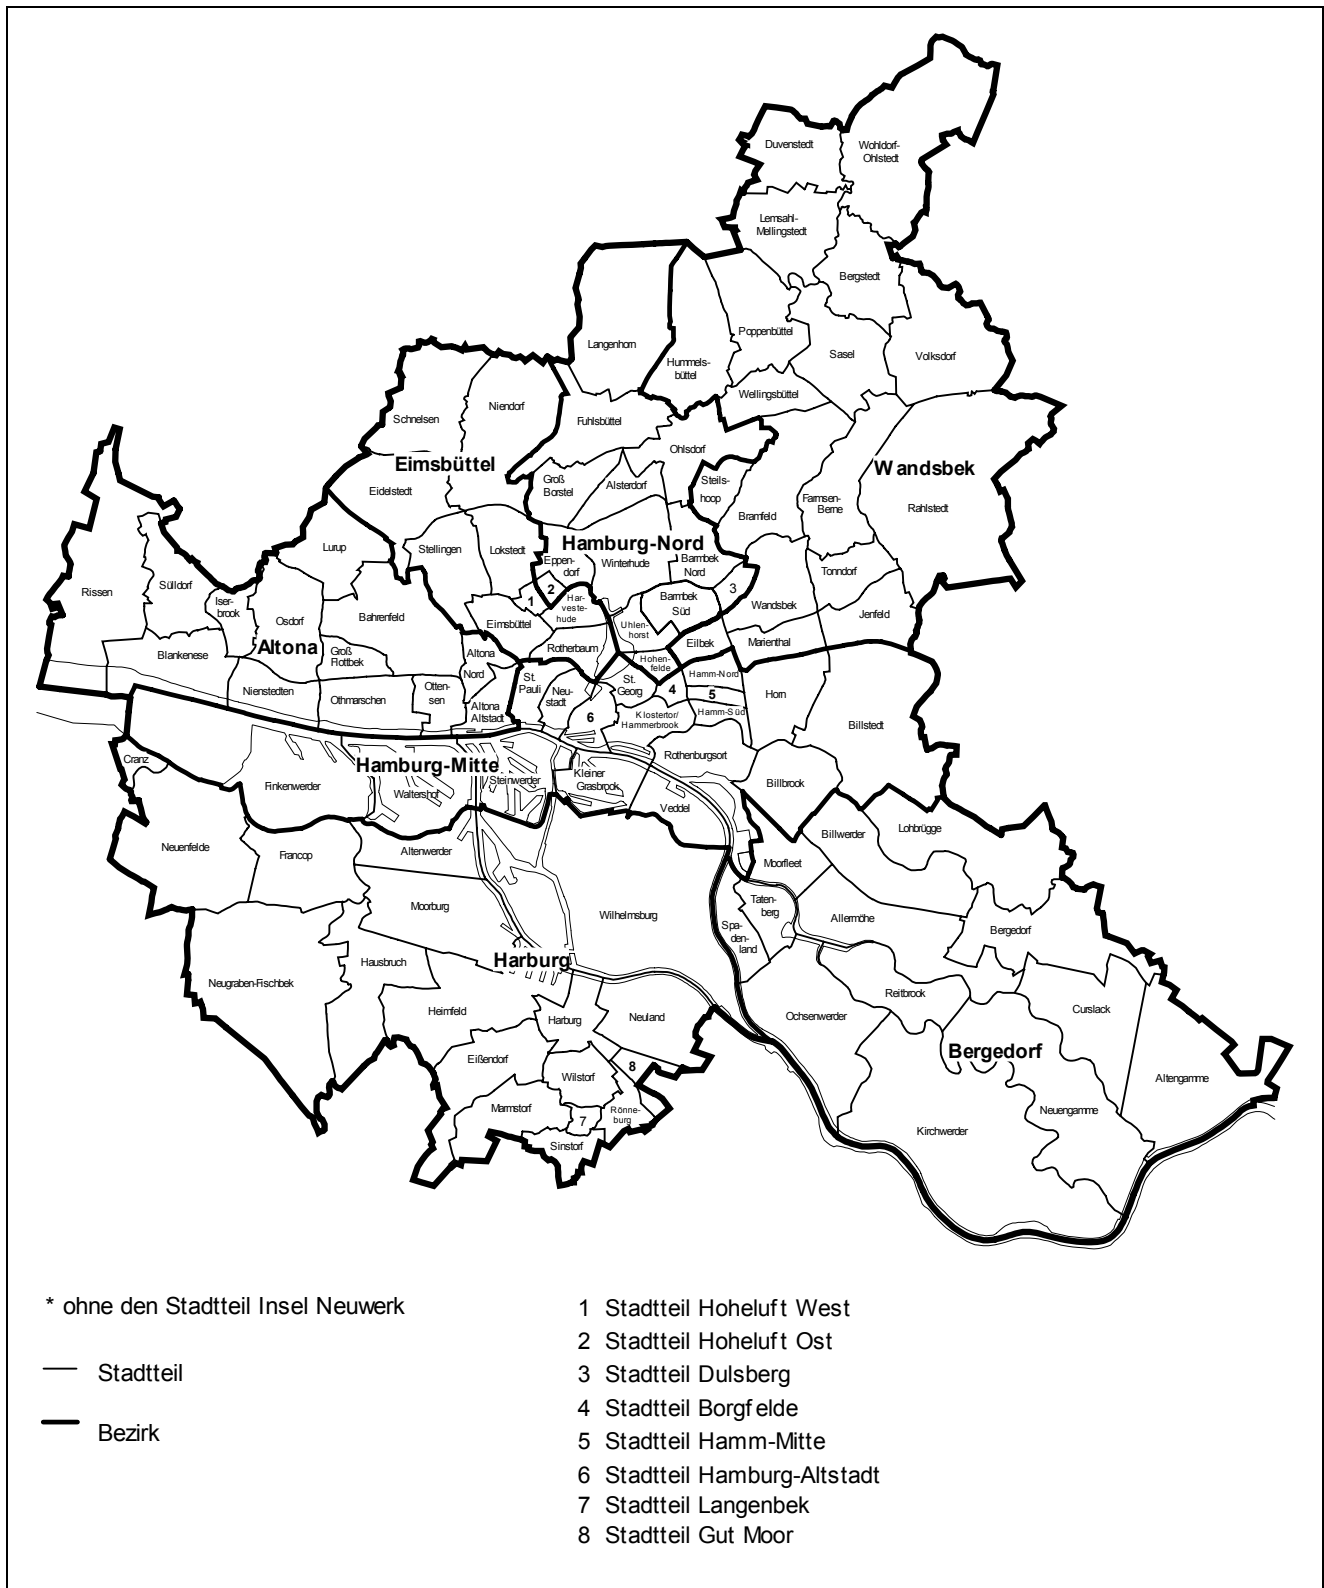 Duvenstedt
Wohldorf-
Ohlstedt
Lemsahl-
Mellingstedt
Bergstedt
Langenhorn
Hummels-
büttel
Poppenbüttel
Sasel
Volksdorf
Wellingsbüttel
Schnelsen
Niendorf
Fuhlsbüttel
Ohlsdorf
Eimsbüttel
Wandsbek
Eidelstedt
Groß
Borstel
Alsterdorf
Steils-
hoop
Bramfeld
Farmsen-
Berne
Rahlstedt
Lurup
Stellingen
Lokstedt
Hamburg-Nord
Eppen-
dorf
Winterhude
Barmbek
Nord
3
Tonndorf
Rissen
Sülldorf
Iser-
brook
Osdorf
Bahrenfeld
1
2
Har-
veste-
hude
Barmbek
Süd
Wandsbek
Jenfeld
Eimsbüttel
Uhlen-
horst
Eilbek
Marienthal
Blankenese
Altona
Groß
Flottbek
Altona
Nord
Rotherbaum
Hohen-
felde
Nienstedten
Othmarschen
Otten-
sen
Altona
Altstadt
St.
Pauli
Neu-
stadt
St.
Georg
4
Hamm-Nord
5
Hamm-Süd
Horn
Billstedt
6
Klostertor/
Hammerbrook
Cranz
Hamburg-Mitte
Rothenburgsort
Finkenwerder
Waltershof
Steinwerder
Kleiner
Grasbrook
Veddel
Billbrook
Neuenfelde
Francop
Altenwerder
Billwerder
Lohbrügge
Moorfleet
Moorburg
Wilhelmsburg
Taten-
berg
Allermöhe
Spa-
den-
land
Bergedorf
Harburg
Hausbruch
Neugraben-Fischbek
Reitbrook
Heimfeld
Harburg
Neuland
Ochsenwerder
Curslack
Bergedorf
Eißendorf
Wilstorf
8
Altengamme
Marmstorf
7
Rönne-
burg
Neuengamme
Kirchwerder
Sinstorf
* ohne den Stadtteil Insel Neuwerk
Stadtteil
Bezirk
1 Stadtteil Hoheluft West
2 Stadtteil Hoheluft Ost
3 Stadtteil Dulsberg
4 Stadtteil Borgfelde
5 Stadtteil Hamm-Mitte
6 Stadtteil Hamburg-Altstadt
7 Stadtteil Langenbek
8 Stadtteil Gut Moor